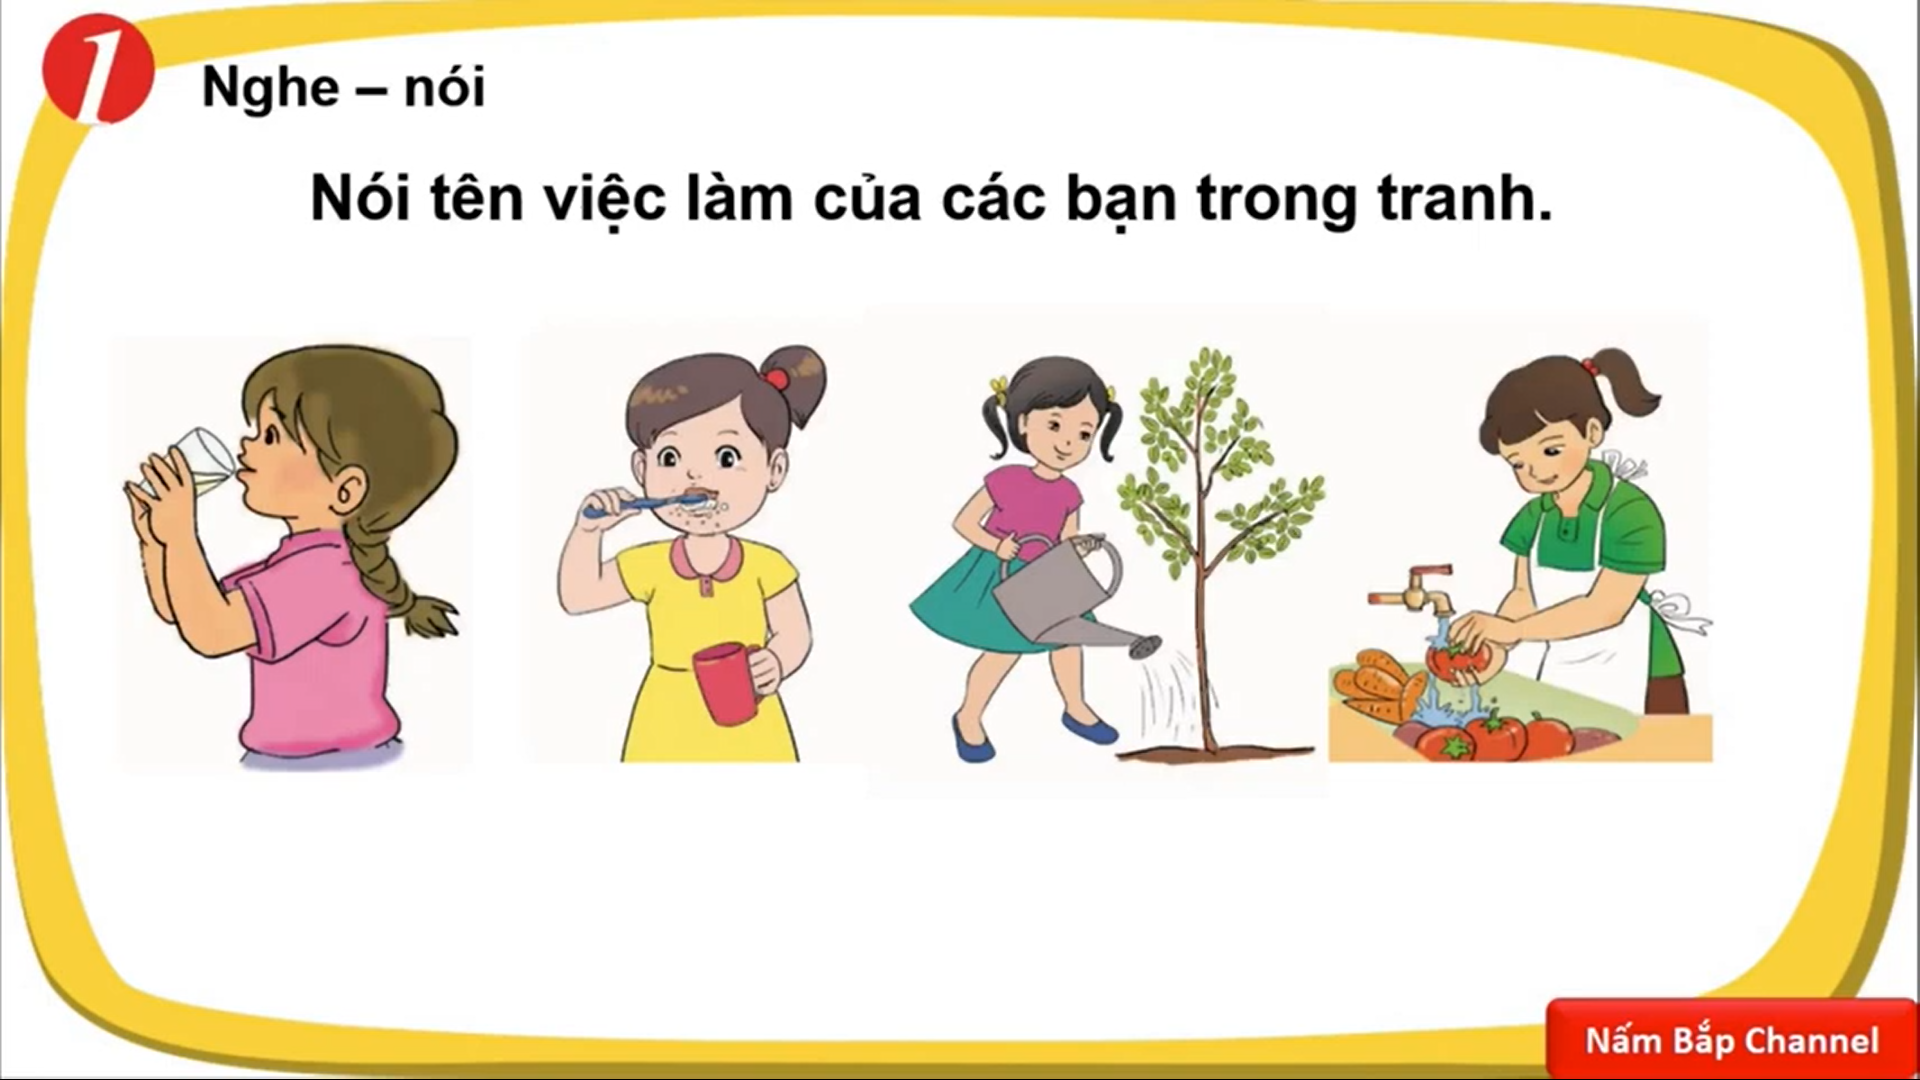 1
Nghe – nói
Nói tên việc làm của các bạn trong tranh.
Nấm Bắp Channel